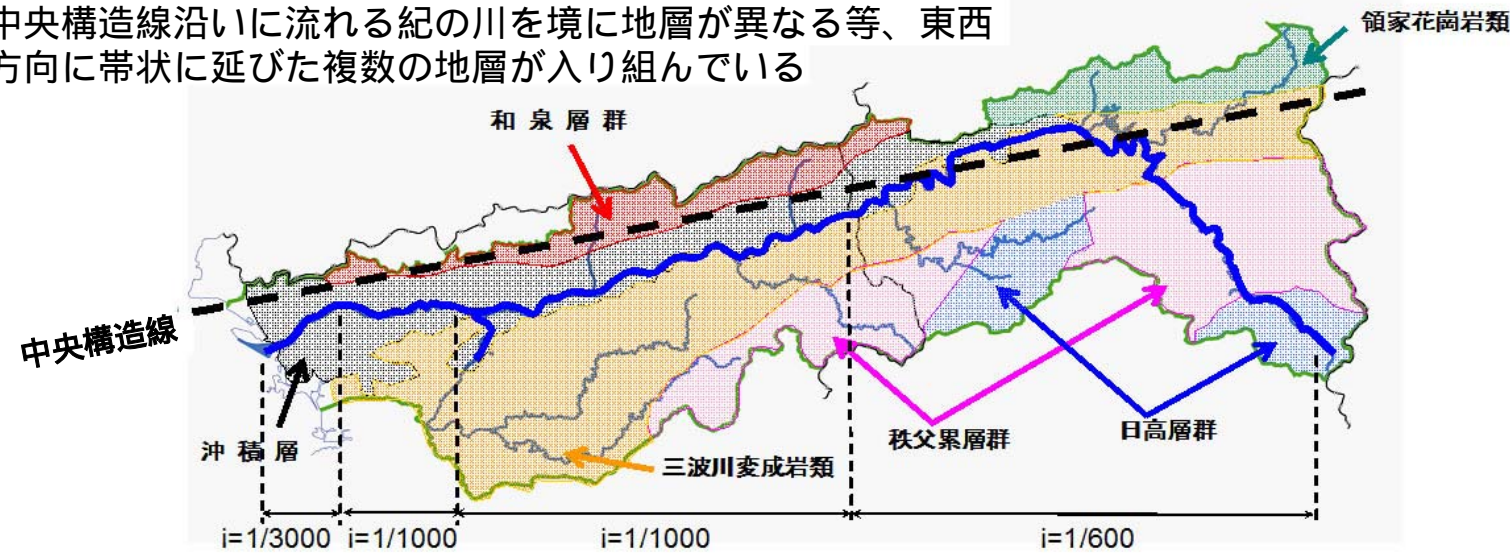 中央構造線沿いに流れる紀の川を境に地層が異なる等、東西
方向に帯状に延びた複数の地層が入り組んでいる
領家花崗岩類
和泉層群
中央構造線
沖積層
三波川変成岩類
秩父累層群
日高層群
i=1/3000 i=1/1000 i=1/1000 i=1/600